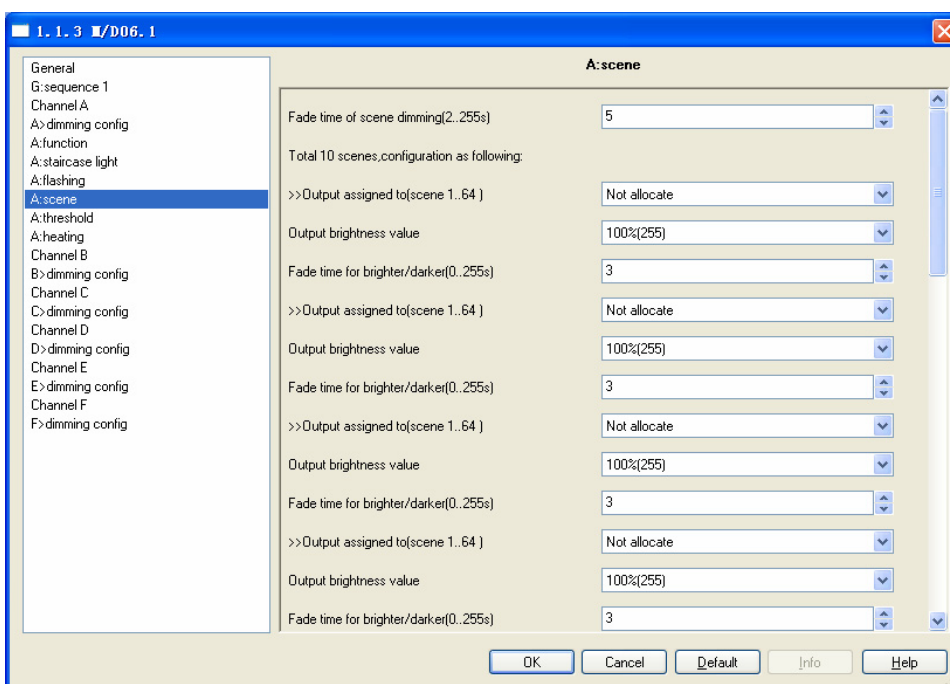 1.1.3 M/D06.1
General
G:sequence 1
Channel A
A>dimming config
A:function
A:staircase light
A:flashing
A:scene
A:threshold
A:heating
Channel B
B>dimming config
Channel C
C>dimming config
Channel D
D>dimming config
Channel E
E>dimming config
Channel F
F>dimming config
A:scene
Fade time of scene dimming(2..255s) 5
Total 10 scenes,configuration as following:
>>Output assigned to(scene 1..64 ) Not allocate
Output brightness value 100%(255)
Fade time for brighter/darker(0..255s) 3
>>Output assigned to(scene 1..64 ) Not allocate
Output brightness value 100%(255)
Fade time for brighter/darker(0..255s) 3
>>Output assigned to(scene 1..64 ) Not allocate
Output brightness value 100%(255)
Fade time for brighter/darker(0..255s) 3
>>Output assigned to(scene 1..64 ) Not allocate
Output brightness value 100%(255)
Fade time for brighter/darker(0..255s) 3
OK Cancel Default Info Help